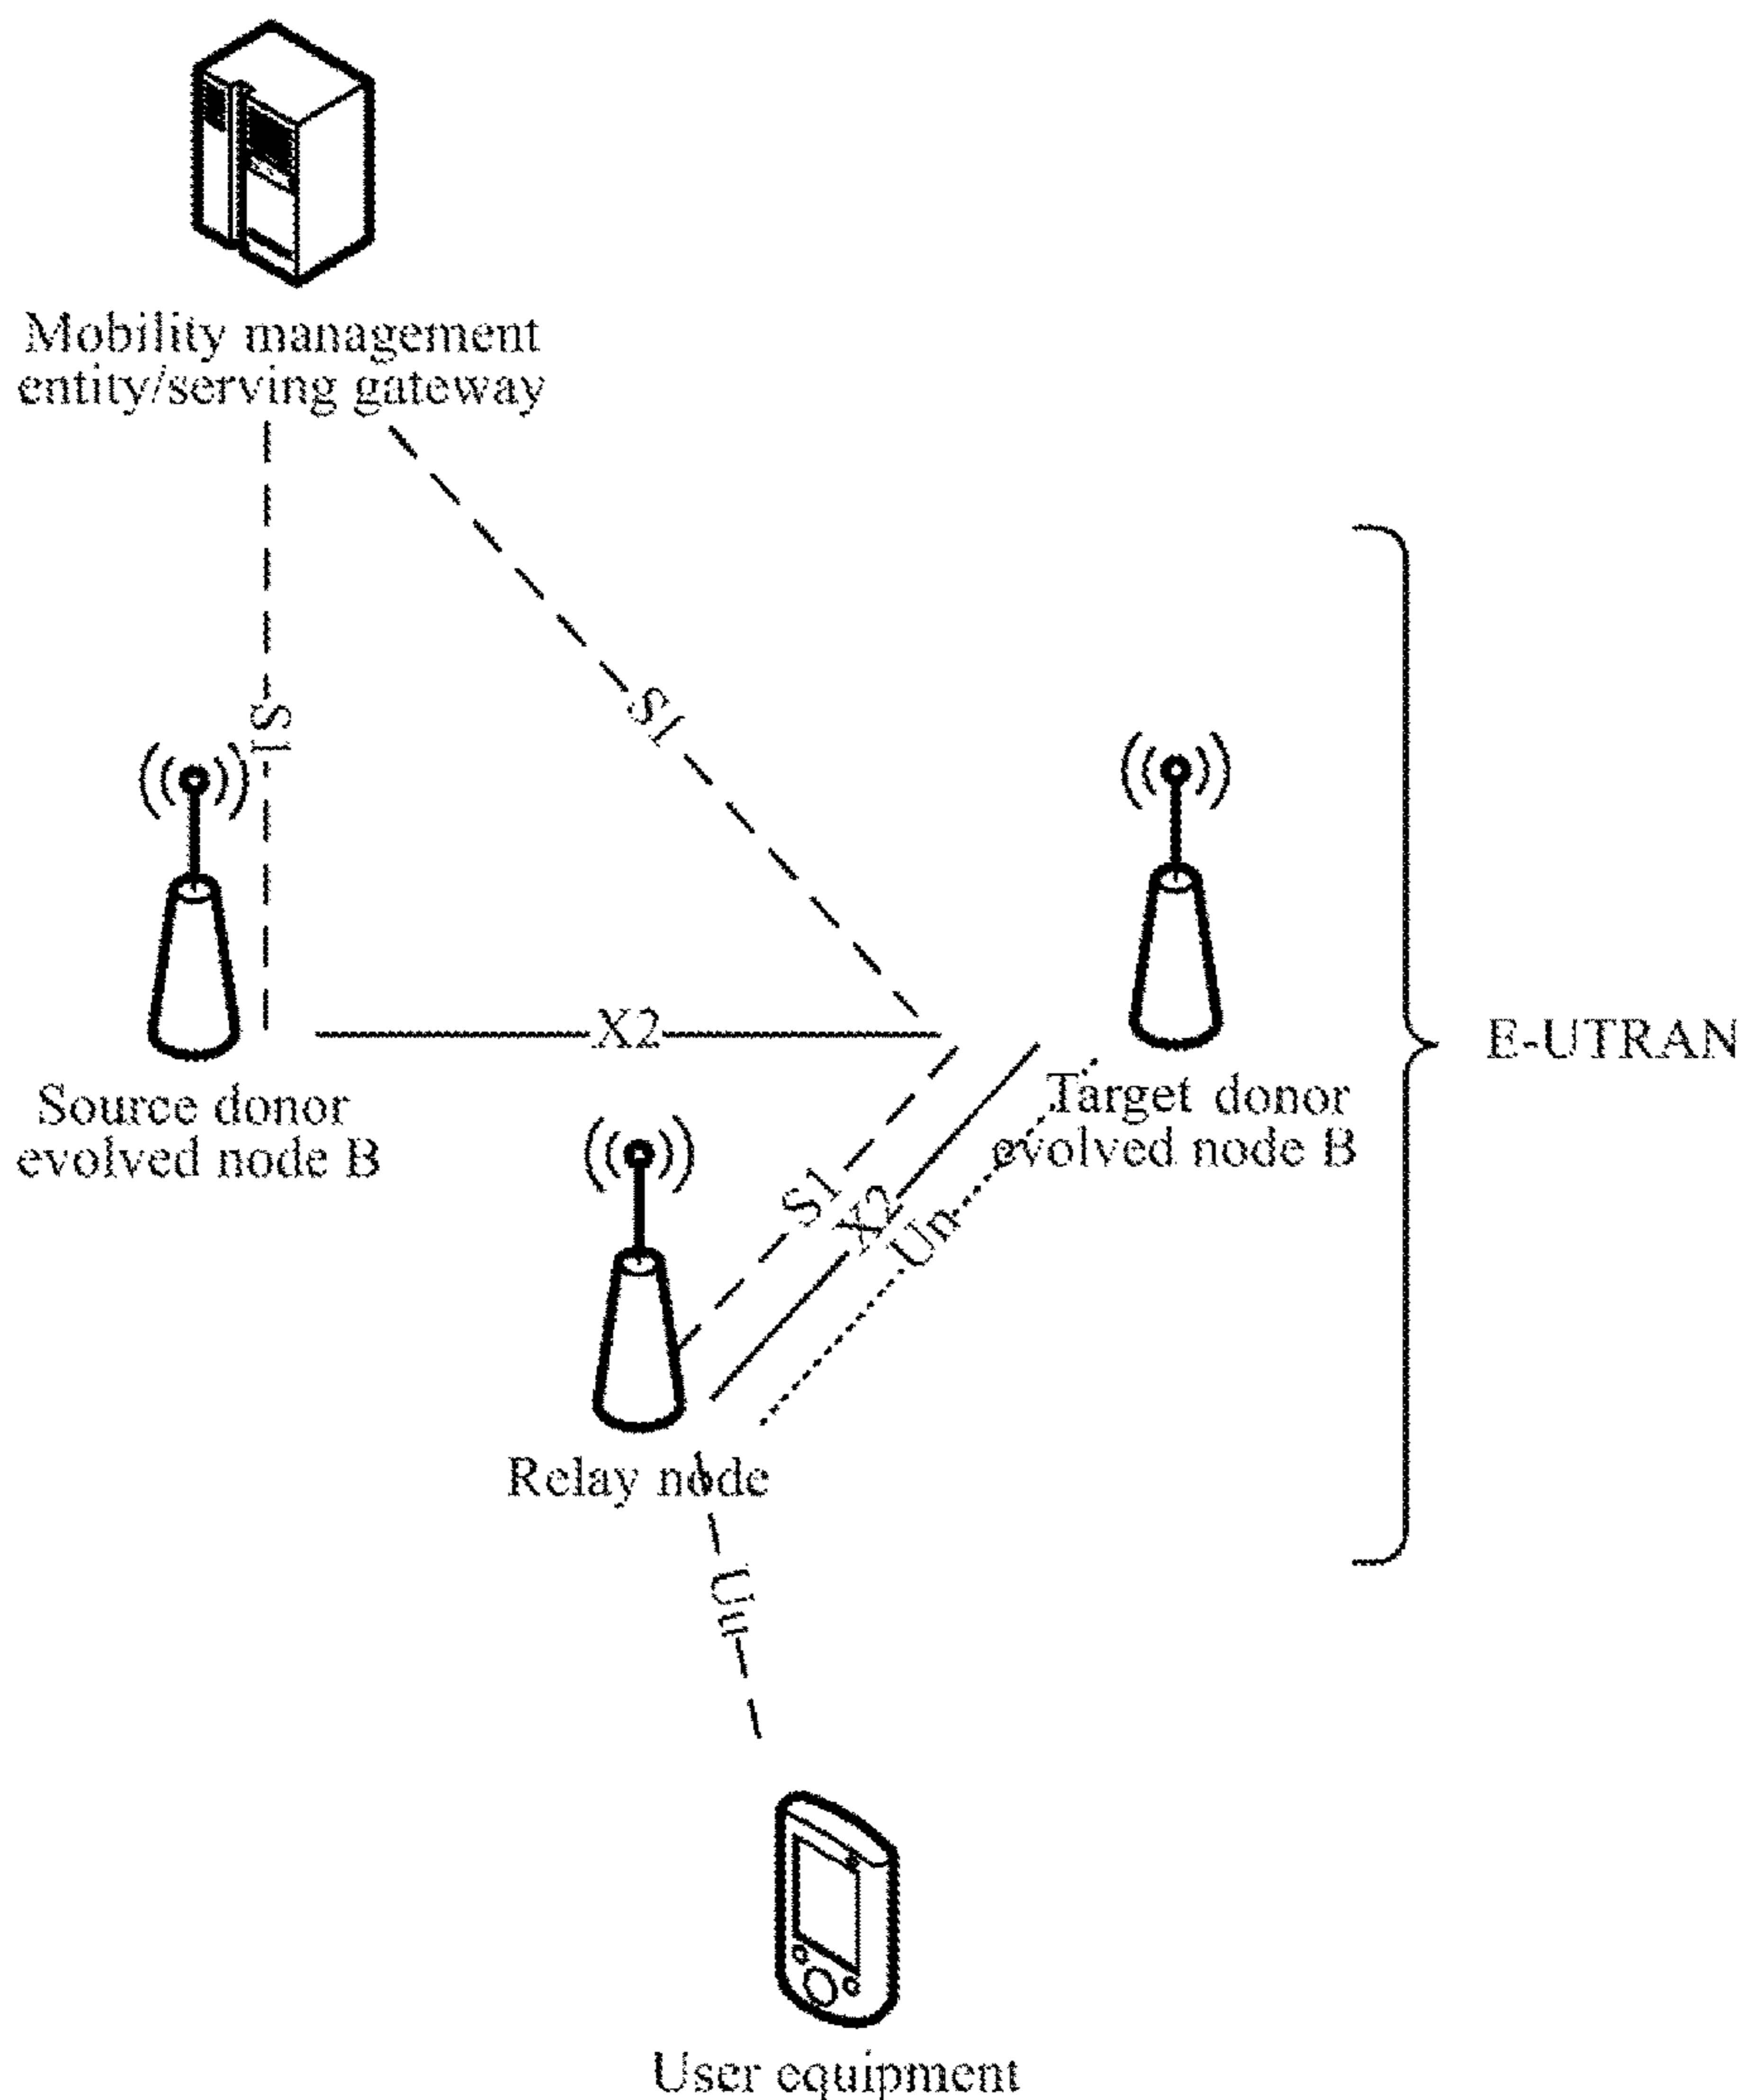 Mobility management
entity/serving gateway
S1
S1
X2
E-UTRAN
Source donor
evolved node B
Target donor
evolved node B
S1
X2
Un
Relay node
Uu
User equipment